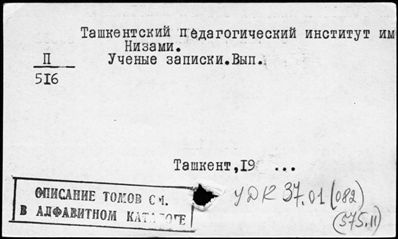 Ташкентский педагогический институт им
Низами.
П
516
Ученые записки.Вып.
Ташкент,19 ...
ОПИСАНИЕ ТОМОВ СМ.
В АЛФАВИТНОМ КАТАЛОГЕ
УДК 37.01(082)
(575.11)